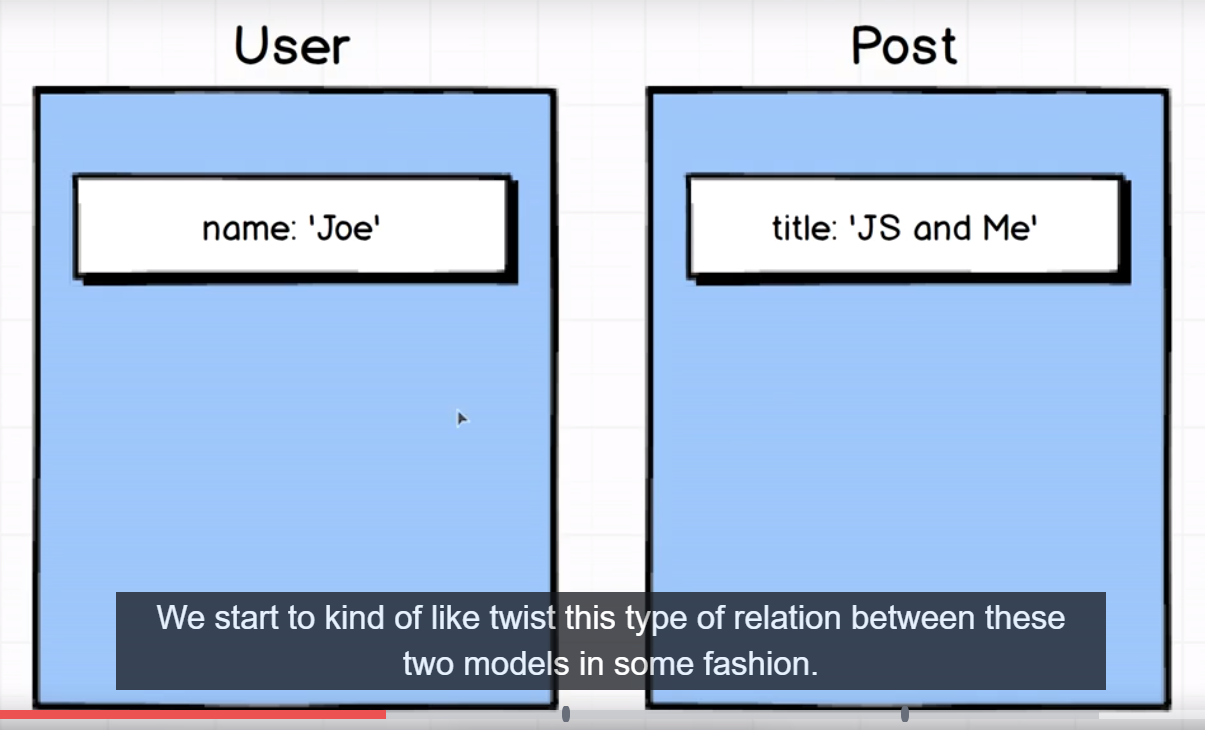 User
Post
name: 'Joe'
title: 'JS and Me'
We start to kind of like twist this type of relation between these
two models in some fashion.